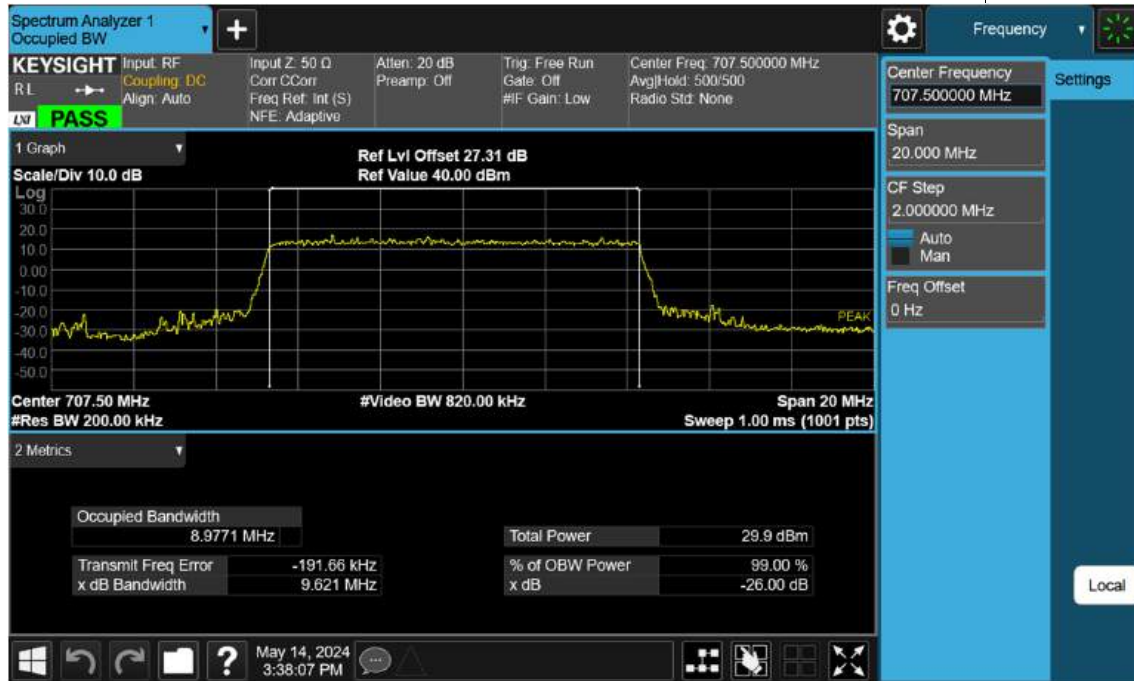 Spectrum Analyzer 1
Occupied BW
+
Frequency
KEYSIGHT
R L
LXI
PASS
Input: RF
Coupling: DC
Align: Auto
Input Z: 50 Ω
Corr CCorr
Freq Ref: Int (S)
NFE: Adaptive
Atten: 20 dB
Preamp: Off
Trig: Free Run
Gate: Off
#IF Gain: Low
Center Freq: 707.500000 MHz
Avg|Hold: 500/500
Radio Std: None
Center Frequency
707.500000 MHz
Settings
Span
20.000 MHz
CF Step
2.000000 MHz
Auto
Man
Freq Offset
0 Hz
Local
1 Graph
Scale/Div 10.0 dB
Ref Lvl Offset 27.31 dB
Ref Value 40.00 dBm
Log
30.0
20.0
10.0
0.00
-10.0
-20.0
-30.0
-40.0
-50.0
PEAK
Center 707.50 MHz
#Video BW 820.00 kHz
Span 20 MHz
#Res BW 200.00 kHz
Sweep 1.00 ms (1001 pts)
2 Metrics
Occupied Bandwidth
8.9771 MHz
Total Power 29.9 dBm
Transmit Freq Error -191.66 kHz
% of OBW Power 99.00 %
x dB Bandwidth 9.621 MHz
x dB -26.00 dB
?
May 14, 2024
3:38:07 PM